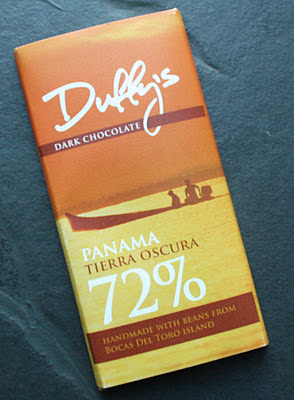 Duffy's
DARK CHOCOLATE
PANAMA
TIERRA OSCURA
72%
HANDMADE WITH BEANS FROM
BOCAS DEL TORO ISLAND